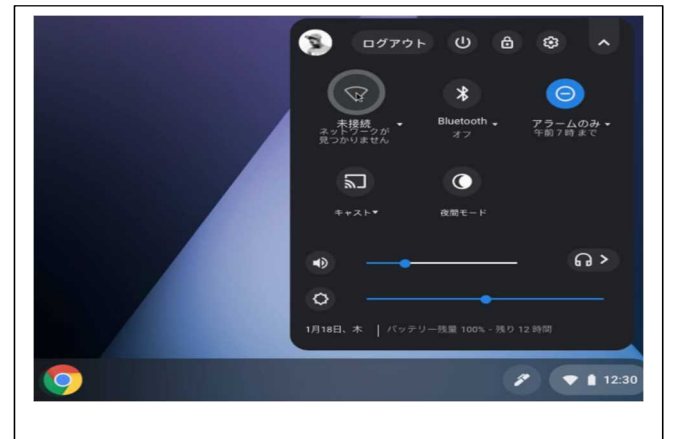 ログアウト
未接続
ネットワークが
見つかりません
Bluetooth
オフ
アラームのみ
午前7時まで
キャスト
夜間モード
1月18日、木 | バッテリー残量 100% - 残り 12 時間
12:30